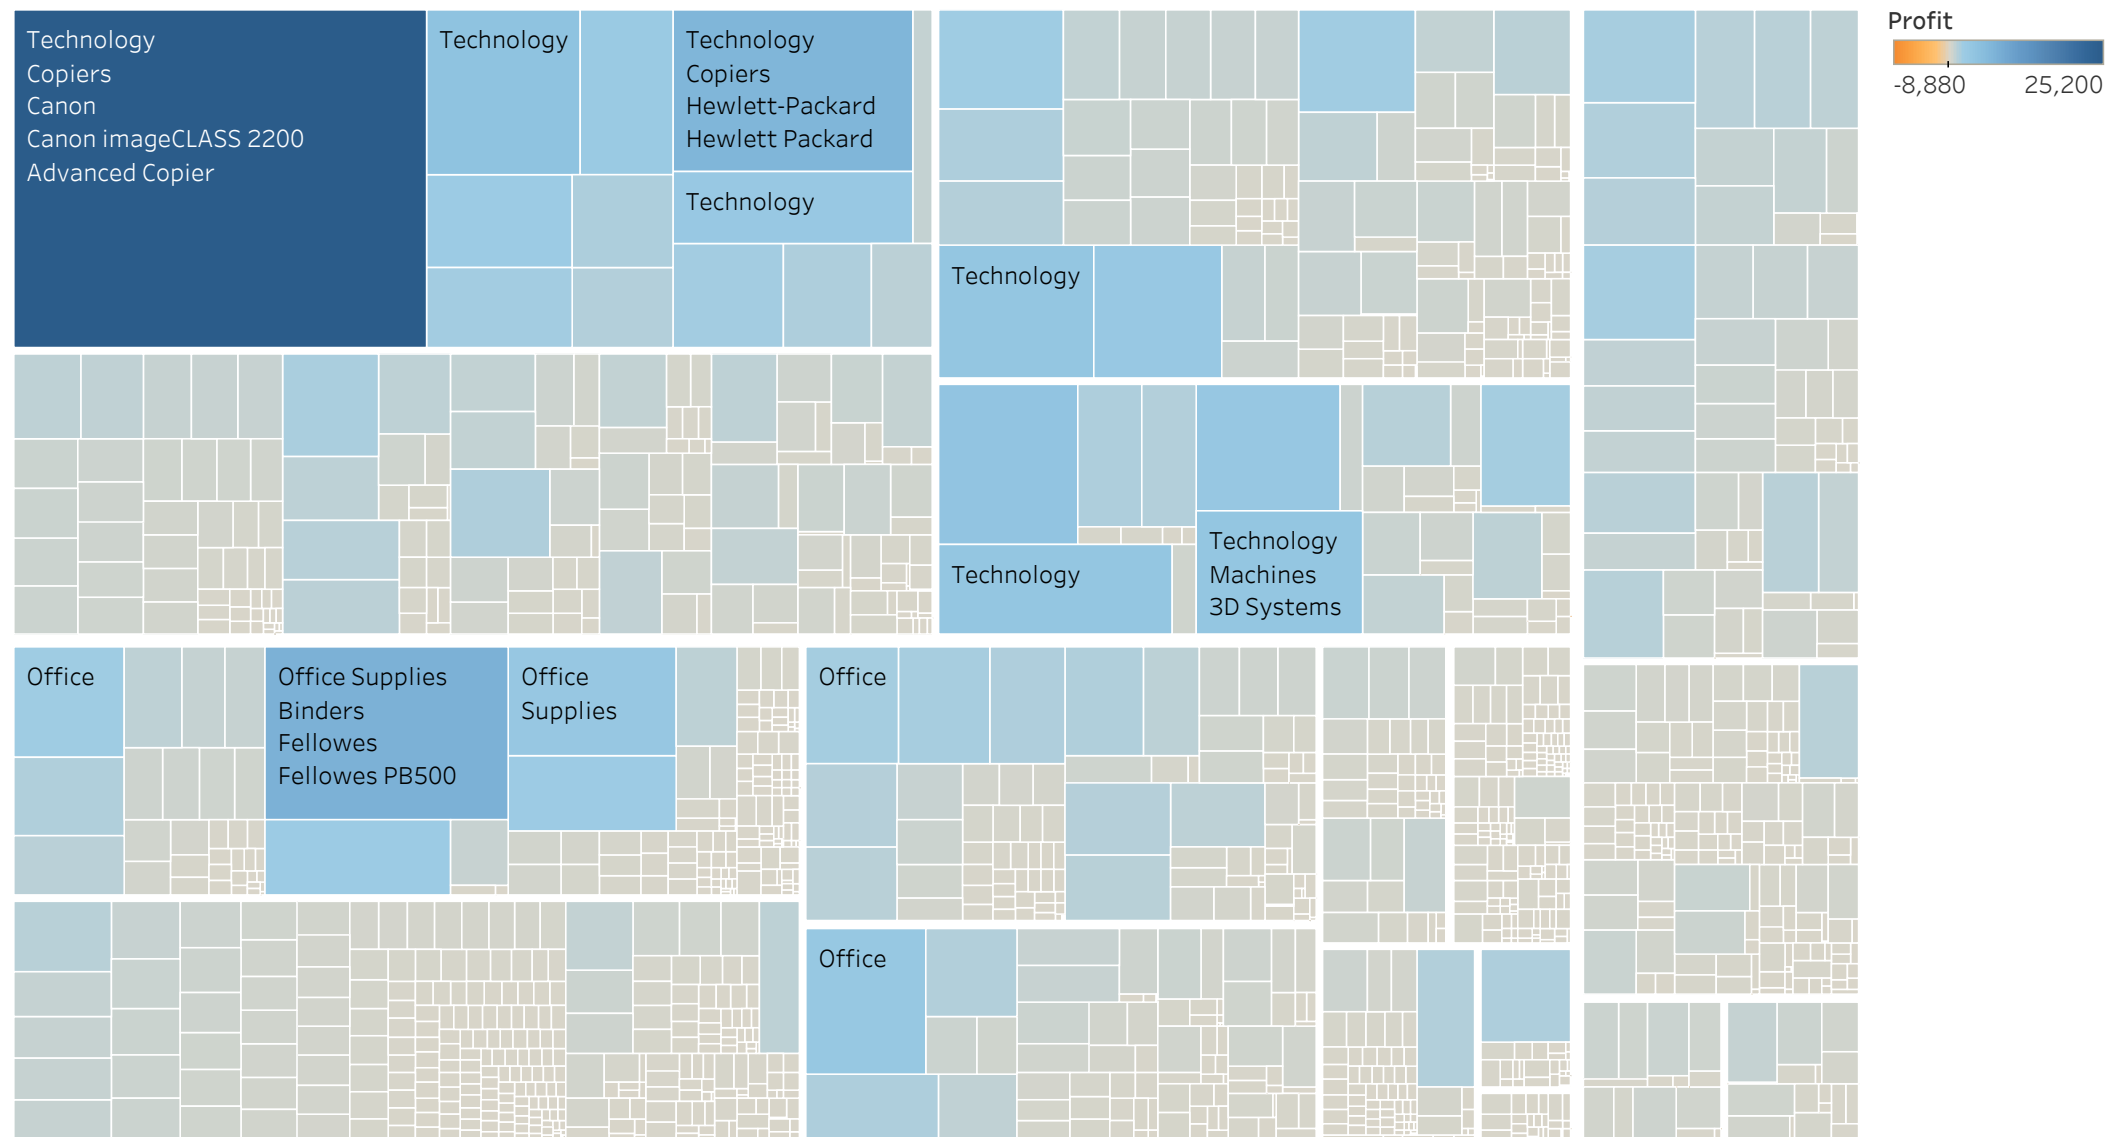 Technology
Copiers
Canon
Canon imageCLASS 2200
Advanced Copier
Technology
Technology
Copiers
Hewlett-Packard
Hewlett Packard
Technology
Technology
Technology
Technology
Machines
3D Systems
Office
Office Supplies
Binders
Fellowes
Fellowes PB500
Office
Supplies
Office
Office
Profit
-8,880 25,200